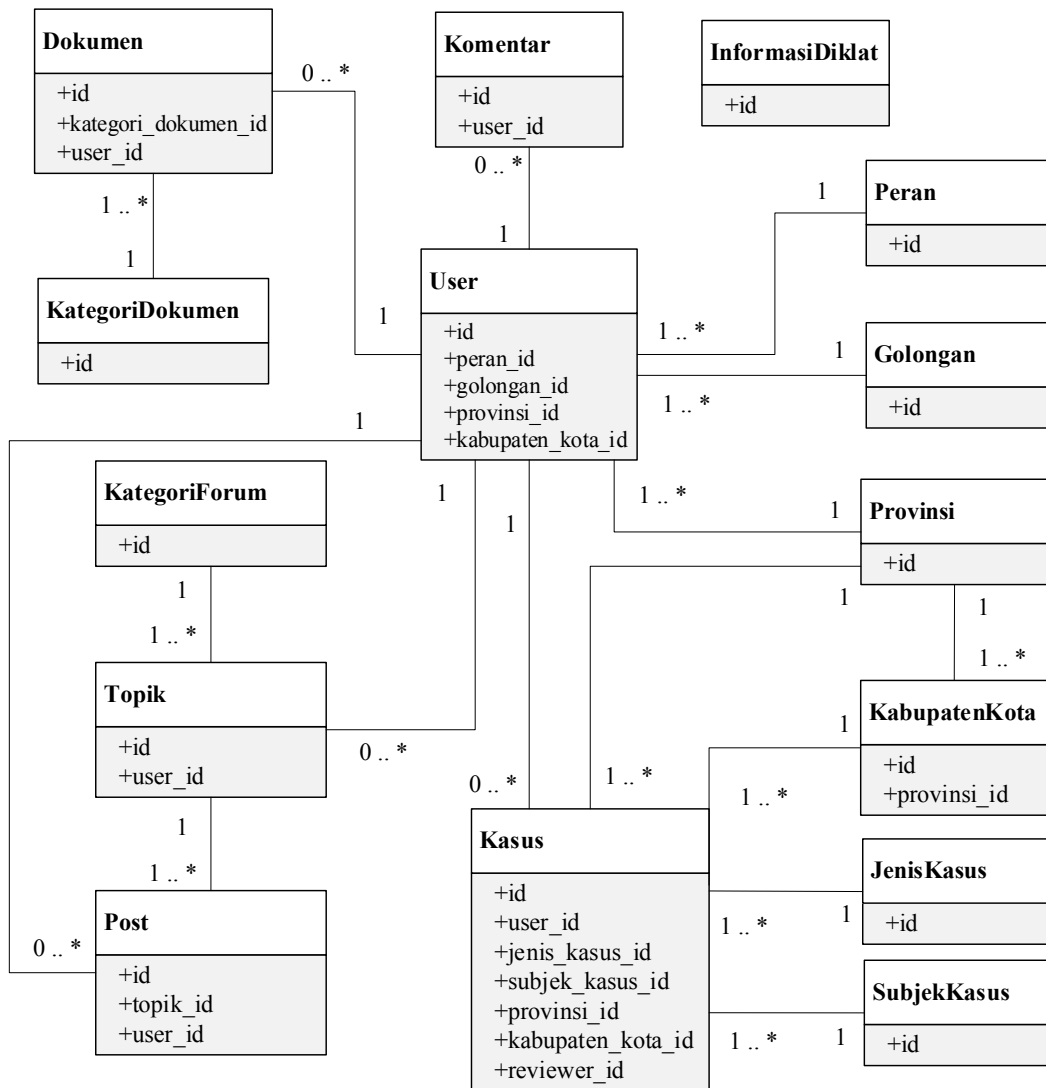 Dokumen
+id
+kategori_dokumen_id
+user_id
0 .. *
Komentar
+id
+user_id
0 .. *
InformasiDiklat
+id
1 .. *
1
KategoriDokumen
+id
1
1
User
+id
+peran_id
+golongan_id
+provinsi_id
+kabupaten_kota_id
1
Peran
+id
1 .. *
1
Golongan
+id
1 .. *
1
KategoriForum
+id
1
1
1
1 .. *
1
Provinsi
+id
1
1
1 .. *
1 .. *
Topik
+id
+user_id
0 .. *
KabupatenKota
+id
+provinsi_id
1
0 .. *
1 .. *
1 .. *
1
1 .. *
Kasus
+id
+user_id
+jenis_kasus_id
+subjek_kasus_id
+provinsi_id
+kabupaten_kota_id
+reviewer_id
JenisKasus
+id
1 .. *
1
Post
+id
+topik_id
+user_id
0 .. *
SubjekKasus
+id
1 .. *
1